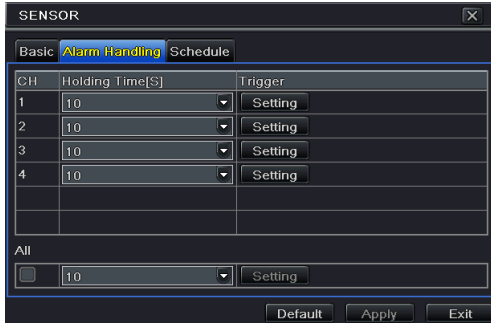 SENSOR
Basic Alarm Handling Schedule
CH Holding Time[S] Trigger
1 10 Setting
2 10 Setting
3 10 Setting
4 10 Setting
All
10 Setting
Default Apply Exit